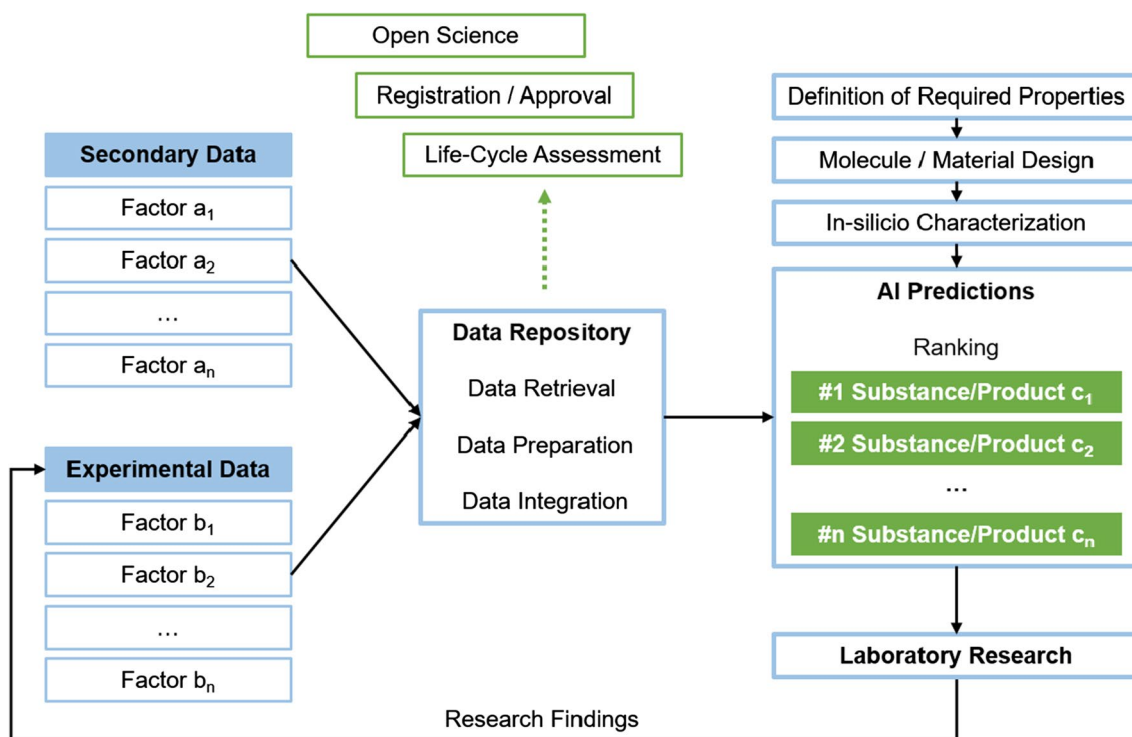 Open Science
Registration / Approval
Life-Cycle Assessment
Secondary Data
Factor a₁
Factor a₂
...
Factor aₙ
Experimental Data
Factor b₁
Factor b₂
...
Factor bₙ
Data Repository
Data Retrieval
Data Preparation
Data Integration
Definition of Required Properties
Molecule / Material Design
In-silicio Characterization
AI Predictions
Ranking
#1 Substance/Product c₁
#2 Substance/Product c₂
...
#n Substance/Product cₙ
Laboratory Research
Research Findings